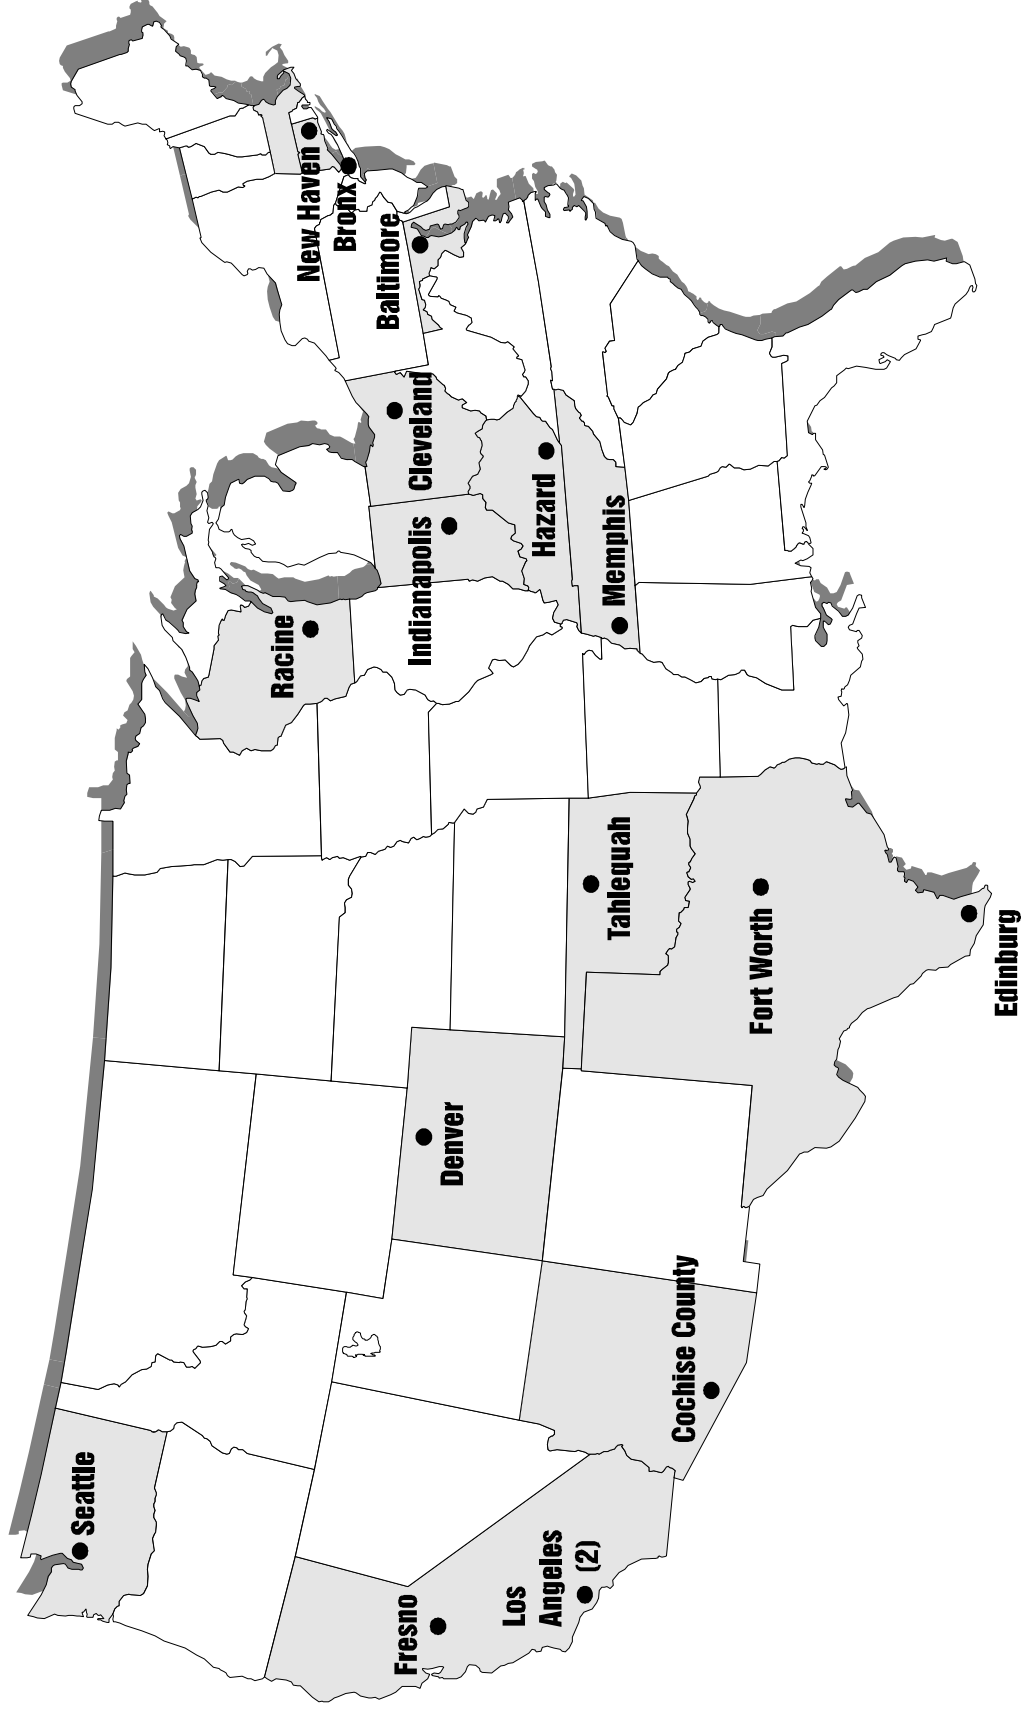 Seattle
Fresno
Los
Angeles
(2)
Cochise County
Denver
Tahlequah
Fort Worth
Edinburg
Racine
Indianapolis
Memphis
Hazard
Cleveland
Baltimore
Bronx
New Haven